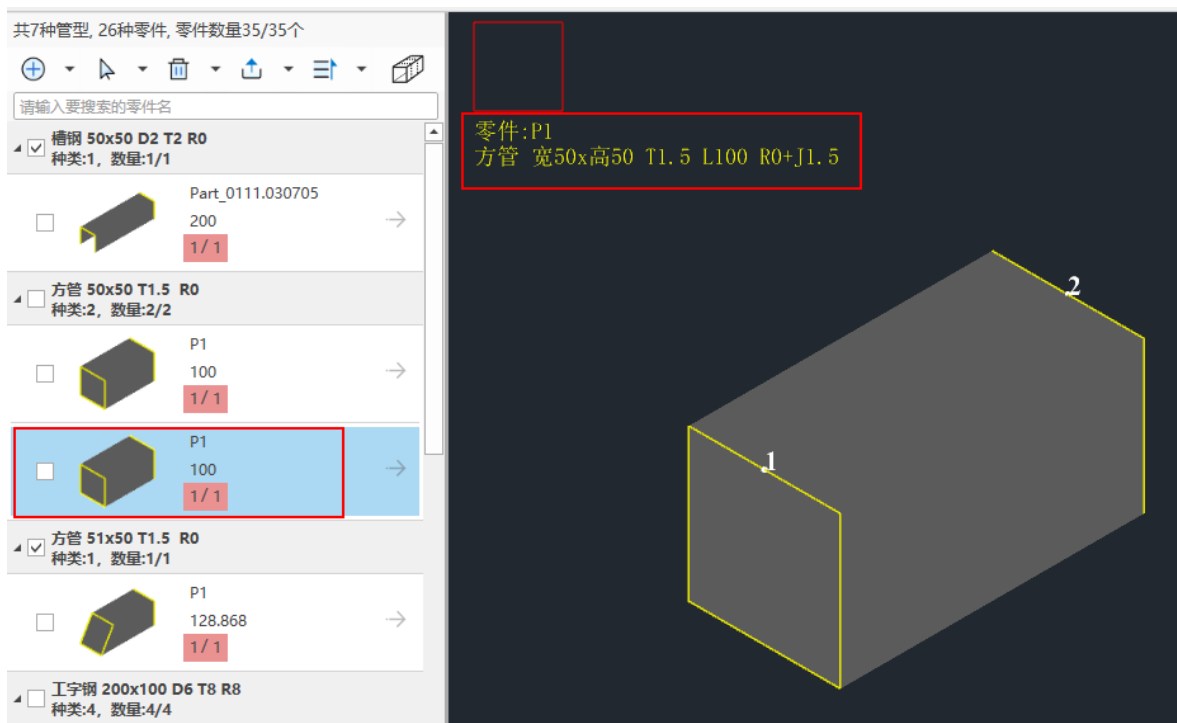 共7种管型, 26种零件, 零件数量35/35个
请输入要搜索的零件名
槽钢 50x50 D2 T2 R0
种类:1, 数量:1/1
Part_0111.030705
200
1/1
方管 50x50 T1.5 R0
种类:2, 数量:2/2
P1
100
1/1
P1
100
1/1
方管 51x50 T1.5 R0
种类:1, 数量:1/1
P1
128.868
1/1
工字钢 200x100 D6 T8 R8
种类:4, 数量:4/4
零件:P1
方管 宽50x高50 T1.5 L100 R0+J1.5
2
1